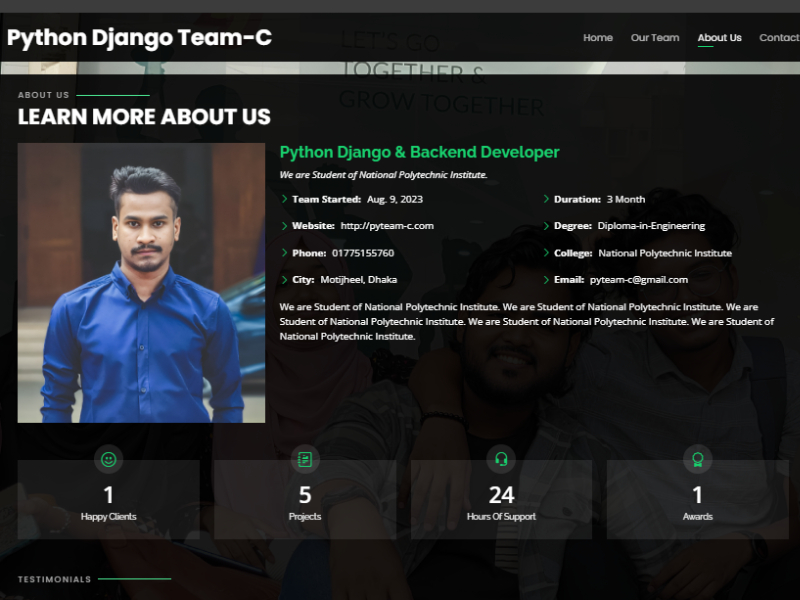 Python Django Team-C
Home
Our Team
About Us
Contact
LET'S GO
TOGETHER &
GROW TOGETHER
ABOUT US
LEARN MORE ABOUT US
Python Django & Backend Developer
We are Student of National Polytechnic Institute.
Team Started: Aug. 9, 2023
Duration: 3 Month
Website: http://pyteam-c.com
Degree: Diploma-in-Engineering
Phone: 01775155760
College: National Polytechnic Institute
City: Motijheel, Dhaka
Email: pyteam-c@gmail.com
We are Student of National Polytechnic Institute. We are Student of National Polytechnic Institute. We are
Student of National Polytechnic Institute. We are Student of National Polytechnic Institute. We are Student of
National Polytechnic Institute.
1
Happy Clients
5
Projects
24
Hours Of Support
1
Awards
TESTIMONIALS